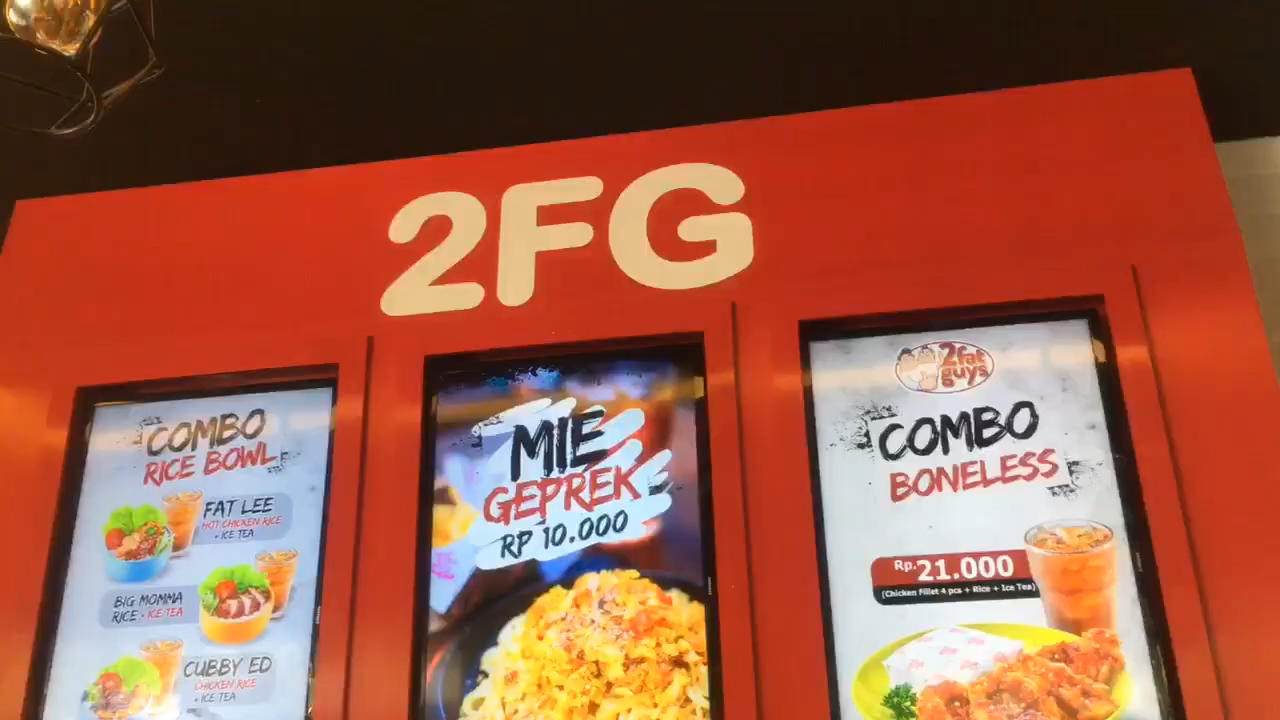 2FG
COMBO
RICE BOWL
FAT LEE
HOT CHICKEN RICE
+ ICE TEA
BIG MOMMA
RICE + ICE TEA
CUBBY ED
CHICKEN RICE
+ ICE TEA
MIE
GEPREK
RP 10.000
2fat
guys
COMBO
BONELESS
Rp.21.000
(Chicken Fillet 4 pcs + Rice + Ice Tea)